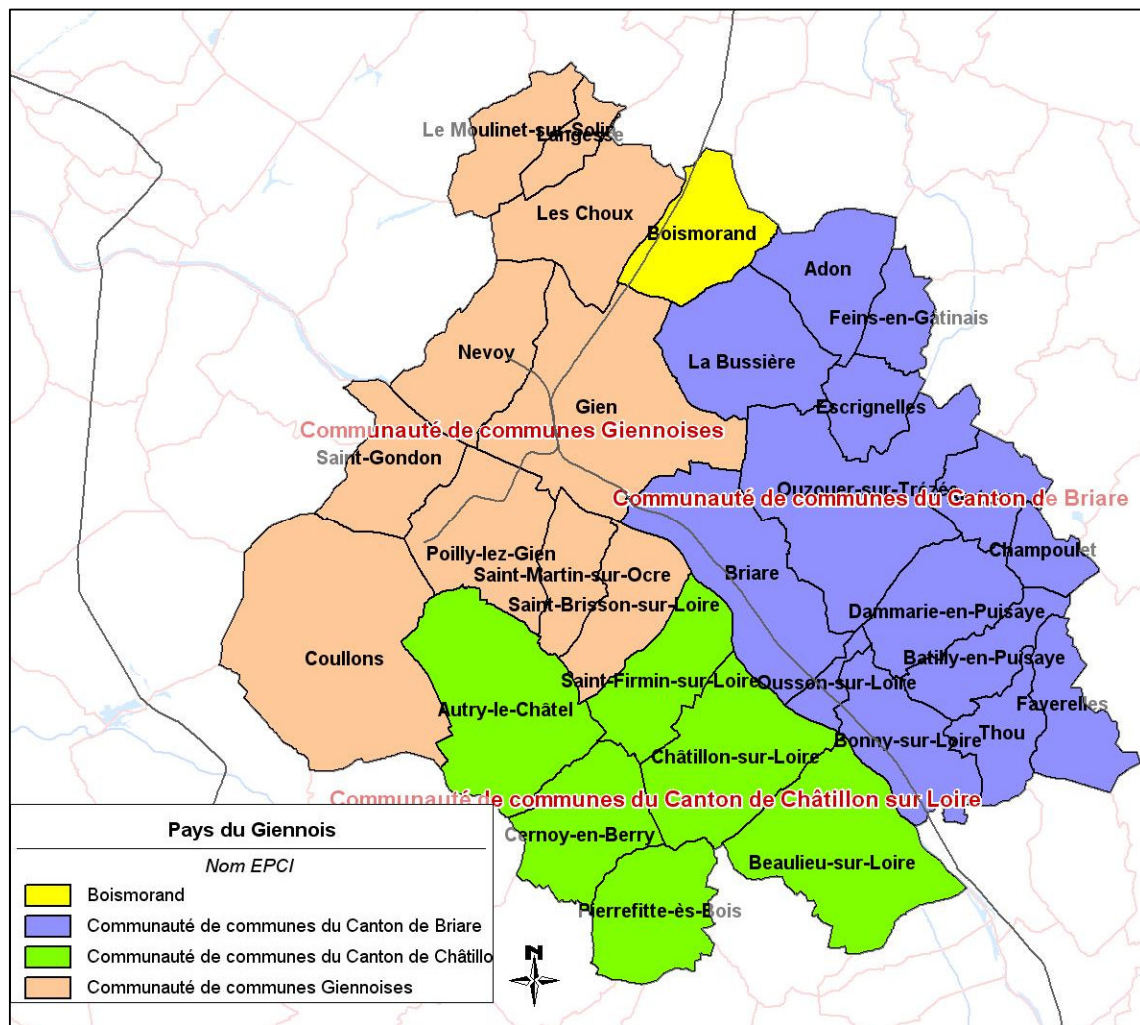 Le Moulinet-sur-Solin
Langesse
Les Choux
Boismorand
Adon
Feins-en-Gâtinais
Nevoy
La Bussière
Gien
Escrignelles
Communauté de communes Giennoises
Saint-Gondon
Ouzouer-sur-Trézée
Communauté de communes du Canton de Briare
Champoulet
Poilly-lez-Gien
Saint-Martin-sur-Ocre
Briare
Saint-Brisson-sur-Loire
Dammarie-en-Puisaye
Coullons
Batilly-en-Puisaye
Saint-Firmin-sur-Loire
Ousson-sur-Loire
Autry-le-Châtel
Faverelles
Thou
Bonny-sur-Loire
Châtillon-sur-Loire
Communauté de communes du Canton de Châtillon sur Loire
Cernoy-en-Berry
Beaulieu-sur-Loire
Pierrefitte-ès-Bois
Pays du Giennois
Nom EPCI
Boismorand
Communauté de communes du Canton de Briare
Communauté de communes du Canton de Châtillo
Communauté de communes Giennoises
N